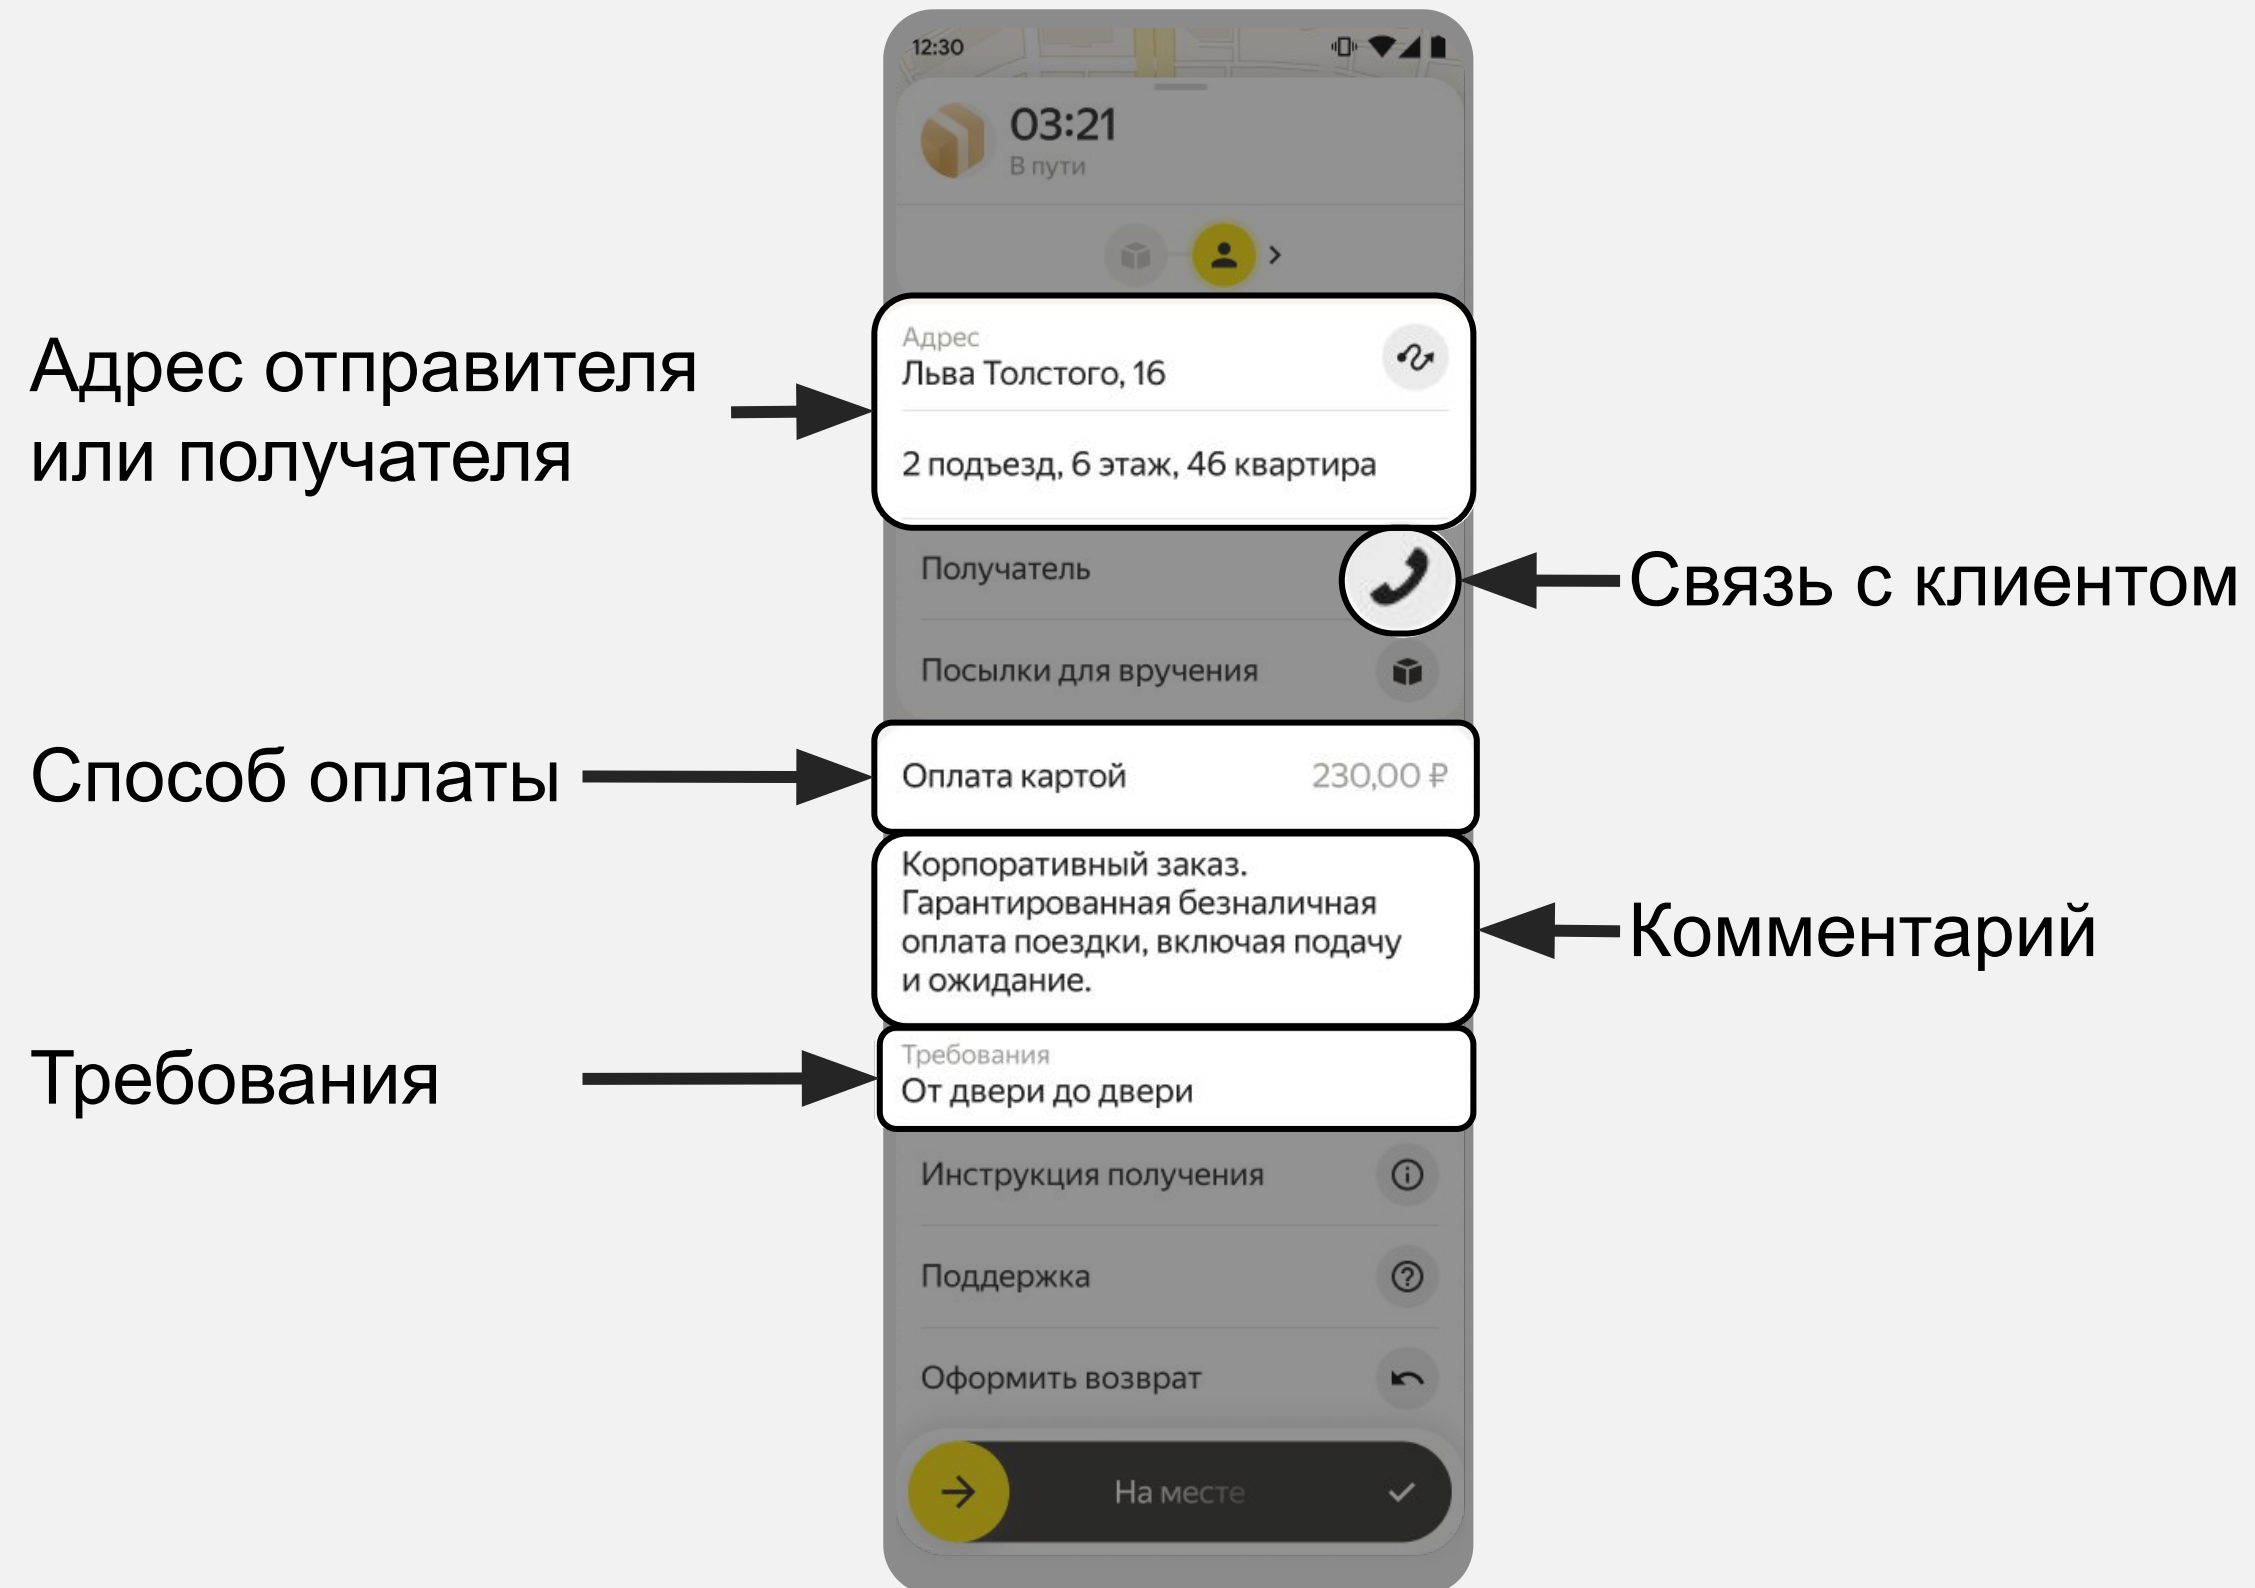 12:30
03:21
В пути
Адрес отправителя
или получателя
Адрес
Льва Толстого, 16
2 подъезд, 6 этаж, 46 квартира
Получатель
Связь с клиентом
Посылки для вручения
Способ оплаты
Оплата картой 230,00 ₽
Корпоративный заказ.
Гарантированная безналичная
оплата поездки, включая подачу
и ожидание.
Комментарий
Требования
Требования
От двери до двери
Инструкция получения
Поддержка
Оформить возврат
На месте